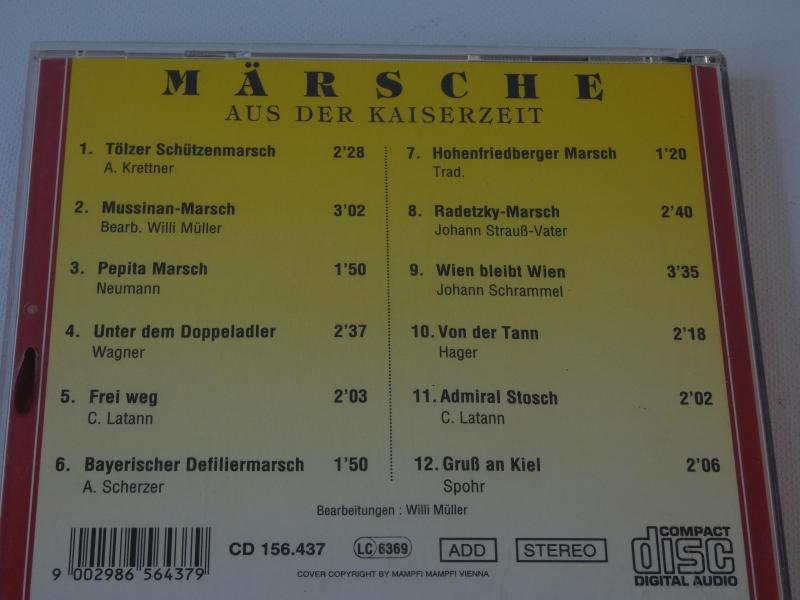 MÄRSCHE
AUS DER KAISERZEIT
1. Tölzer Schützenmarsch 2'28
A. Krettner
2. Mussinan-Marsch 3'02
Bearb. Willi Müller
3. Pepita Marsch 1'50
Neumann
4. Unter dem Doppeladler 2'37
Wagner
5. Frei weg 2'03
C. Latann
6. Bayerischer Defiliermarsch 1'50
A. Scherzer
7. Hohenfriedberger Marsch 1'20
Trad.
8. Radetzky-Marsch 2'40
Johann Strauß-Vater
9. Wien bleibt Wien 3'35
Johann Schrammel
10. Von der Tann 2'18
Hager
11. Admiral Stosch 2'02
C. Latann
12. Gruß an Kiel 2'06
Spohr
Bearbeitungen : Willi Müller
9 002986 564379
CD 156.437
LC 6369
ADD
STEREO
COMPACT
disc
DIGITAL AUDIO
COVER COPYRIGHT BY MAMPFI MAMPFI VIENNA